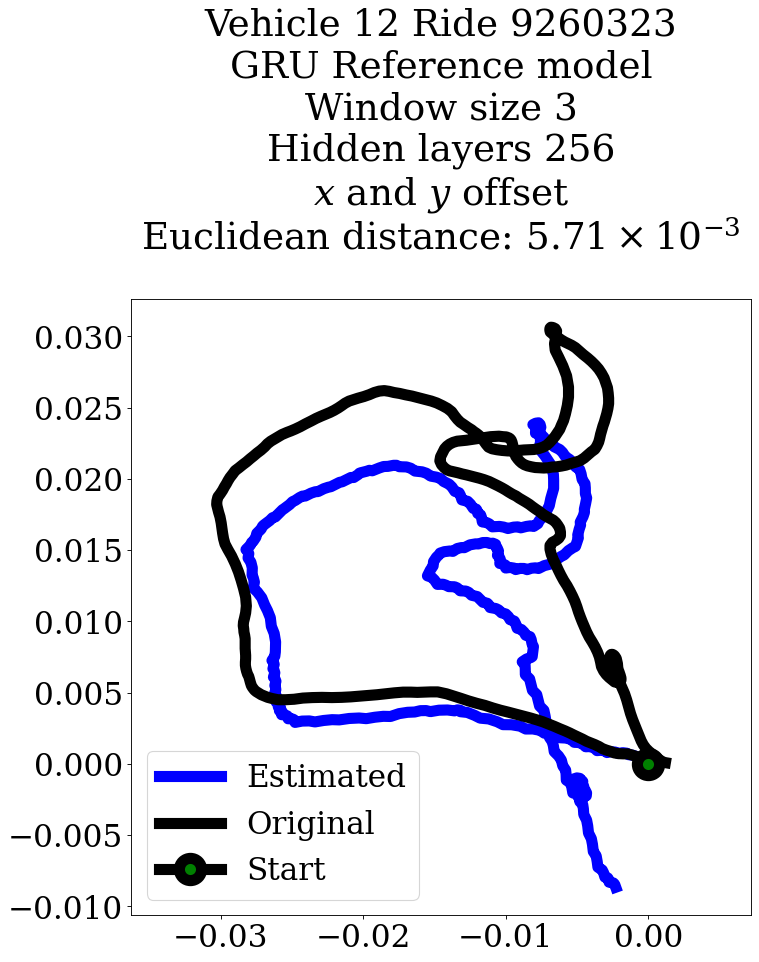 Vehicle 12 Ride 9260323
GRU Reference model
Window size 3
Hidden layers 256
x and y offset
Euclidean distance: 5.71 × 10⁻³
0.030
0.025
0.020
0.015
0.010
0.005
0.000
−0.005
−0.010
Estimated
Original
Start
−0.03 −0.02 −0.01 0.00